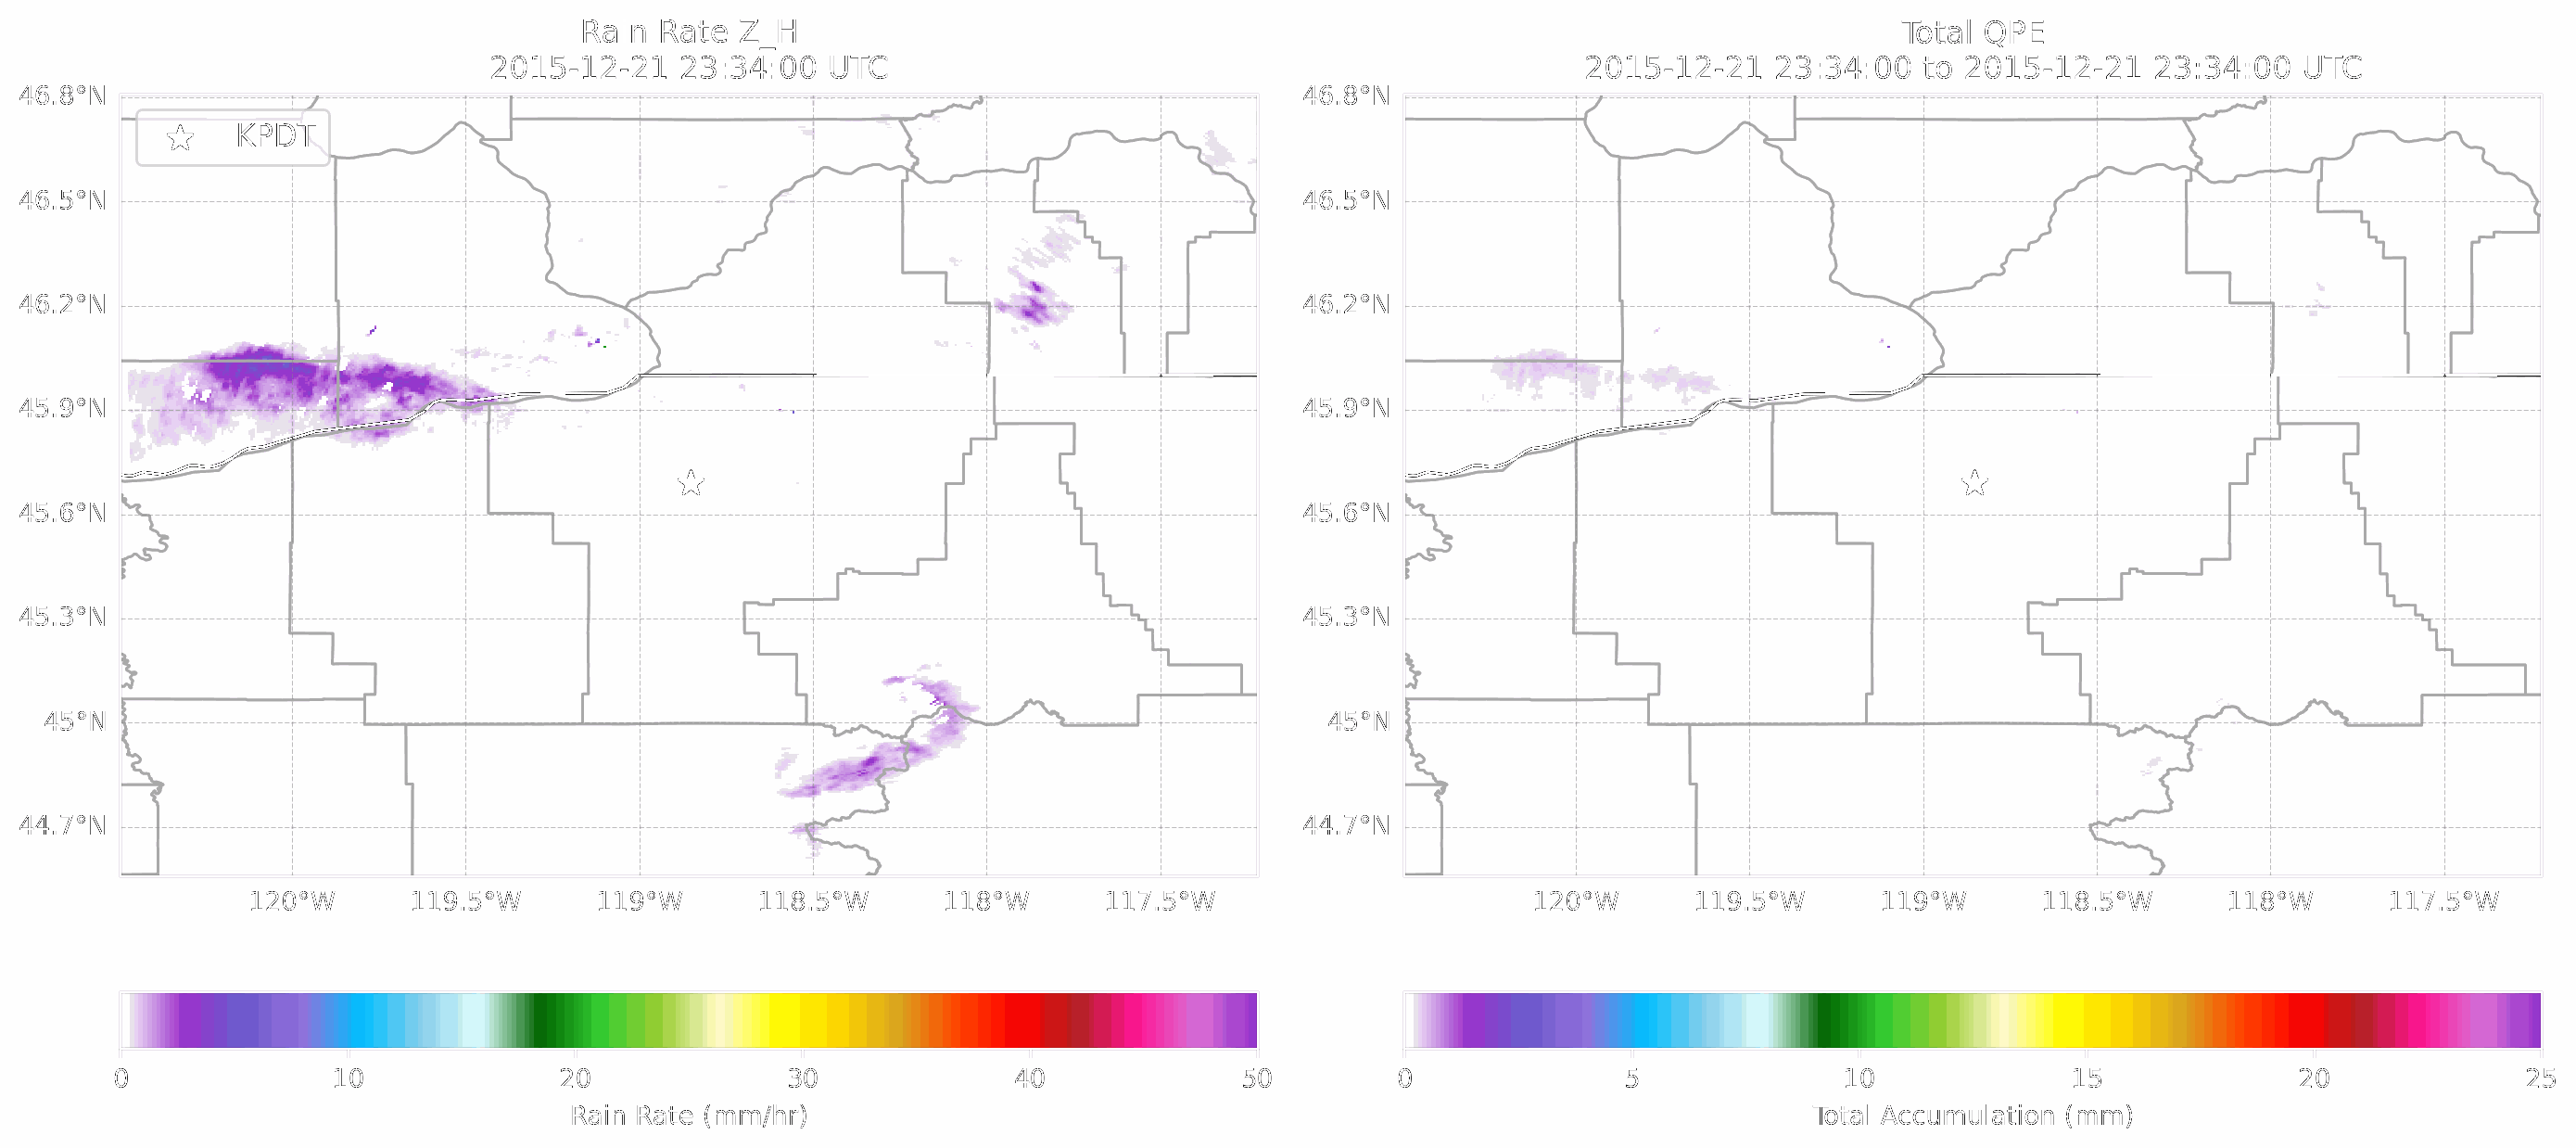 Rain Rate Z_H
2015-12-21 23:34:00 UTC
46.8°N
46.5°N
46.2°N
45.9°N
45.6°N
45.3°N
45°N
44.7°N
KPDT
120°W 119.5°W 119°W 118.5°W 118°W 117.5°W
0 10 20 30 40 50
Rain Rate (mm/hr)
Total QPE
2015-12-21 23:34:00 to 2015-12-21 23:34:00 UTC
46.8°N
46.5°N
46.2°N
45.9°N
45.6°N
45.3°N
45°N
44.7°N
120°W 119.5°W 119°W 118.5°W 118°W 117.5°W
0 5 10 15 20 25
Total Accumulation (mm)